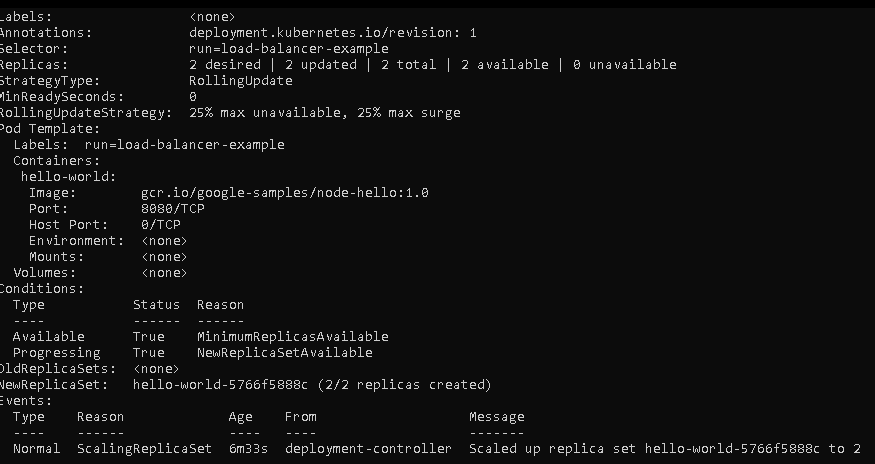 Labels:                 <none>
Annotations:            deployment.kubernetes.io/revision: 1
Selector:               run=load-balancer-example
Replicas:               2 desired | 2 updated | 2 total | 2 available | 0 unavailable
StrategyType:           RollingUpdate
MinReadySeconds:        0
RollingUpdateStrategy:  25% max unavailable, 25% max surge
Pod Template:
  Labels:  run=load-balancer-example
  Containers:
   hello-world:
    Image:        gcr.io/google-samples/node-hello:1.0
    Port:         8080/TCP
    Host Port:    0/TCP
    Environment:  <none>
    Mounts:       <none>
  Volumes:        <none>
Conditions:
  Type           Status  Reason
  ----           ------  ------
  Available      True    MinimumReplicasAvailable
  Progressing    True    NewReplicaSetAvailable
OldReplicaSets:  <none>
NewReplicaSet:   hello-world-5766f5888c (2/2 replicas created)
Events:
  Type    Reason             Age    From                   Message
  ----    ------             ----   ----                   -------
  Normal  ScalingReplicaSet  6m33s  deployment-controller  Scaled up replica set hello-world-5766f5888c to 2